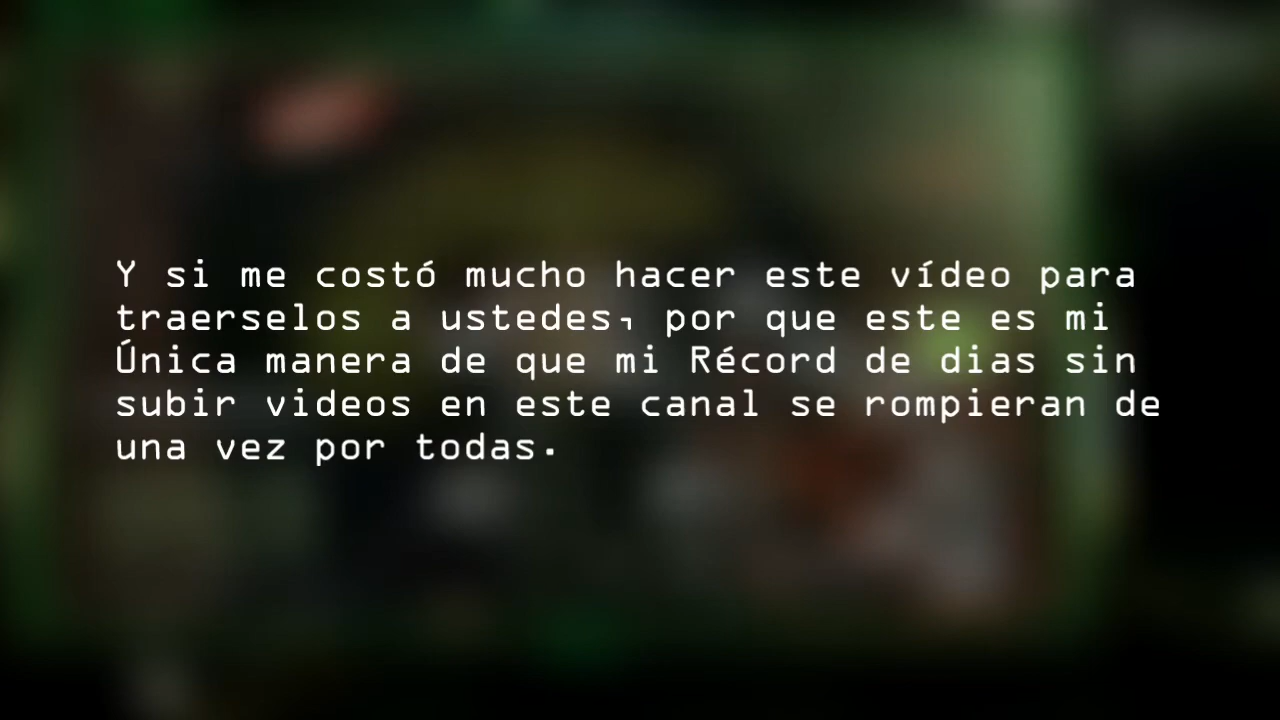 Y si me costó mucho hacer este vídeo para
traerselos a ustedes, por que este es mi
Única manera de que mi Récord de dias sin
subir videos en este canal se rompieran de
una vez por todas.